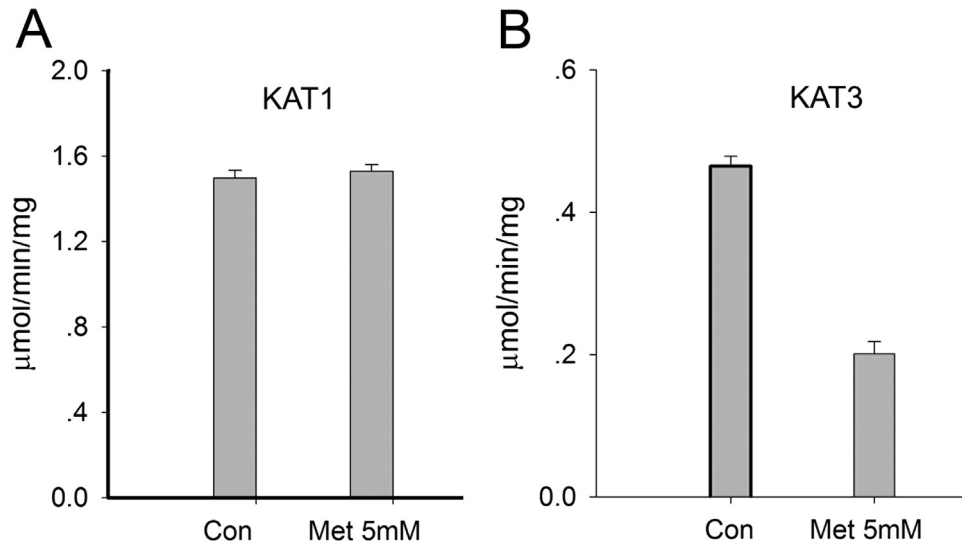 A
KAT1
μmol/min/mg
2.0
1.6
1.2
.8
.4
0.0
Con
Met 5mM
B
KAT3
μmol/min/mg
.6
.4
.2
0.0
Con
Met 5mM